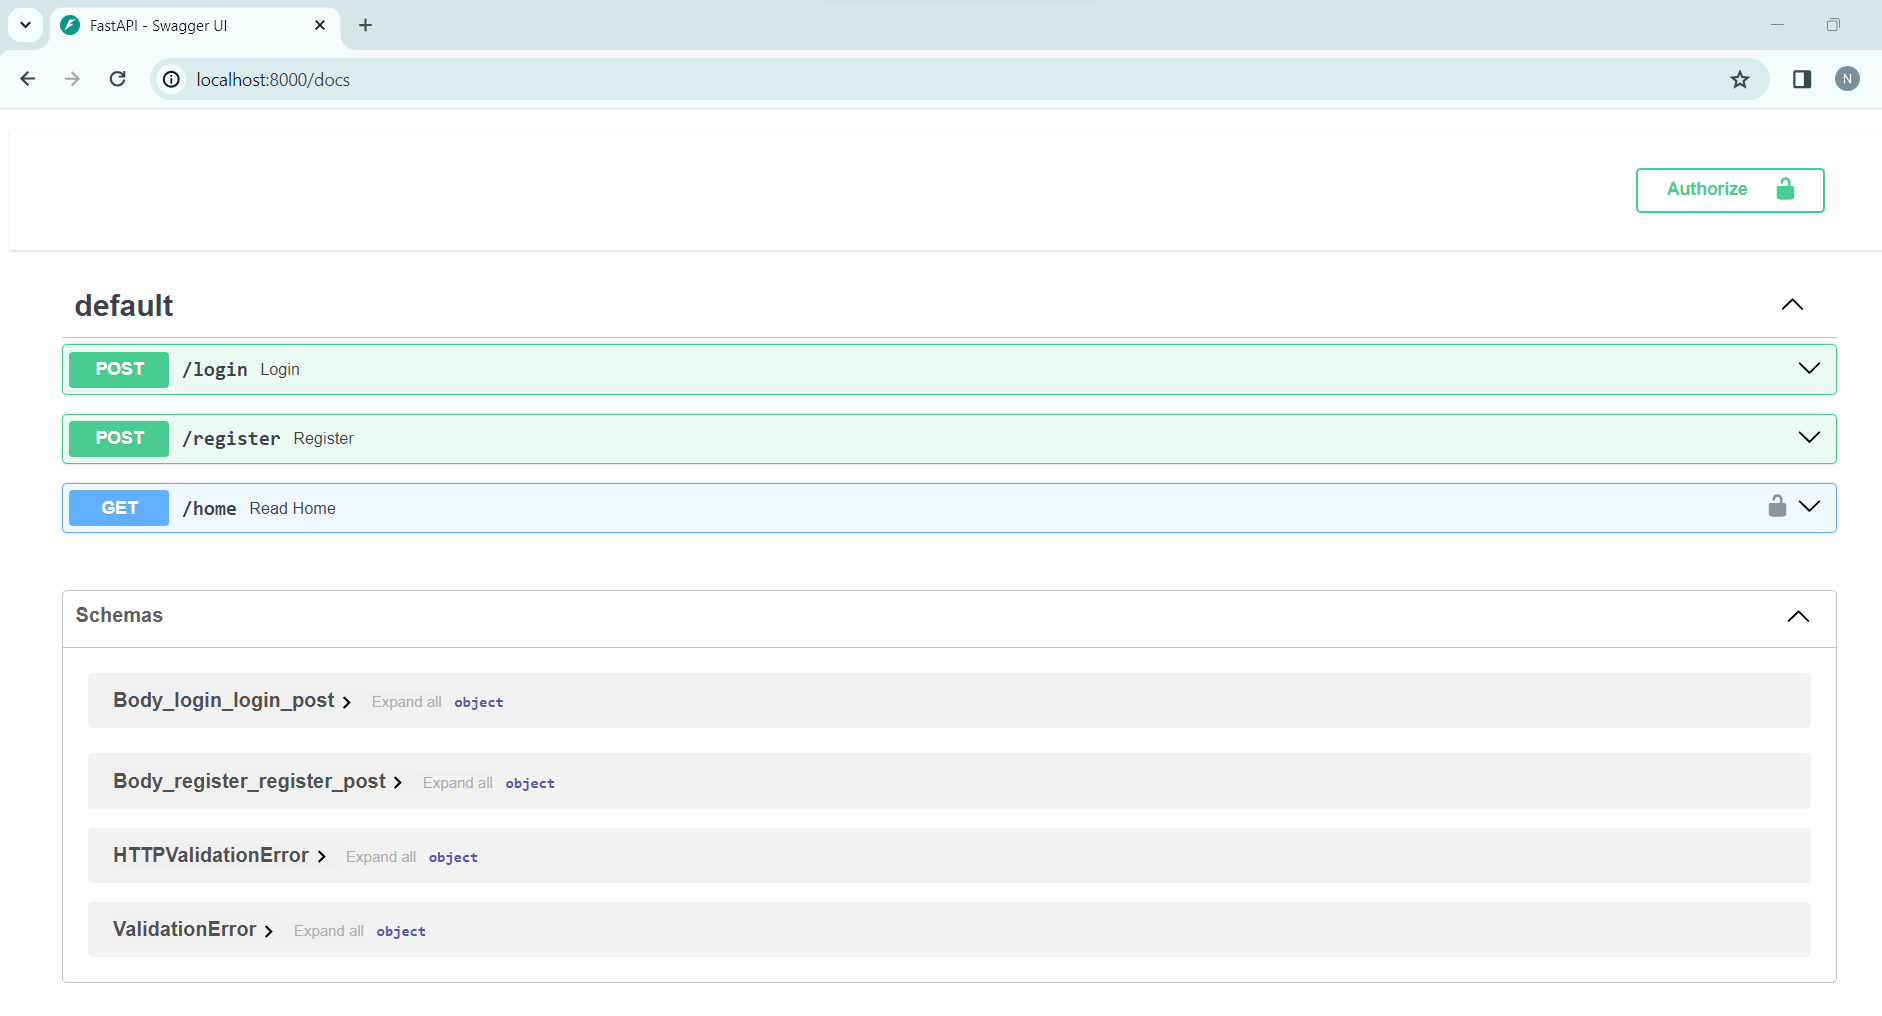 FastAPI - Swagger UI
localhost:8000/docs
N
Authorize
default
POST /login Login
POST /register Register
GET /home Read Home
Schemas
Body_login_login_post Expand all object
Body_register_register_post Expand all object
HTTPValidationError Expand all object
ValidationError Expand all object